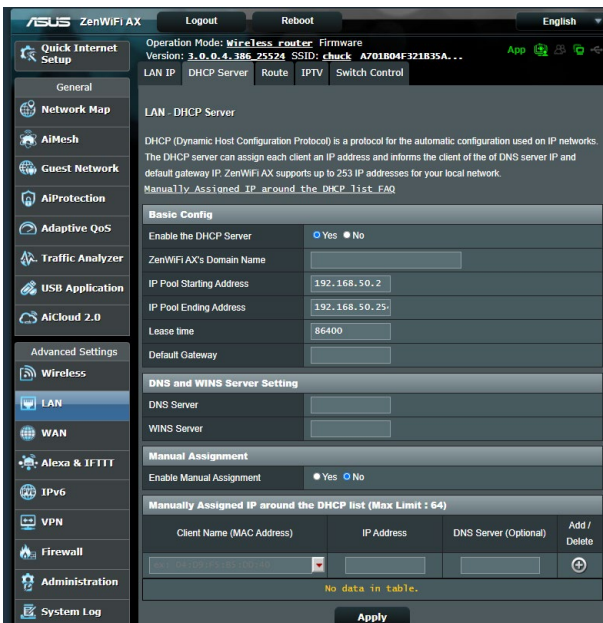 ASUS ZenWiFi AX Logout Reboot English
Quick Internet Setup
General
Network Map
AiMesh
Guest Network
AiProtection
Adaptive QoS
Traffic Analyzer
USB Application
AiCloud 2.0
Advanced Settings
Wireless
LAN
WAN
Alexa & IFTTT
IPv6
VPN
Firewall
Administration
System Log
Operation Mode: Wireless router Firmware
Version: 3.0.0.4.386_25524 SSID: chuck A701B04F321B35A...
App
LAN IP DHCP Server Route IPTV Switch Control
LAN - DHCP Server
DHCP (Dynamic Host Configuration Protocol) is a protocol for the automatic configuration used on IP networks.
The DHCP server can assign each client an IP address and informs the client of the of DNS server IP and
default gateway IP. ZenWiFi AX supports up to 253 IP addresses for your local network.
Manually Assigned IP around the DHCP list FAQ
Basic Config
Enable the DHCP Server Yes No
ZenWiFi AX's Domain Name
IP Pool Starting Address 192.168.50.2
IP Pool Ending Address 192.168.50.25
Lease time 86400
Default Gateway
DNS and WINS Server Setting
DNS Server
WINS Server
Manual Assignment
Enable Manual Assignment Yes No
Manually Assigned IP around the DHCP list (Max Limit : 64)
Client Name (MAC Address) IP Address DNS Server (Optional) Add / Delete
No data in table.
Apply